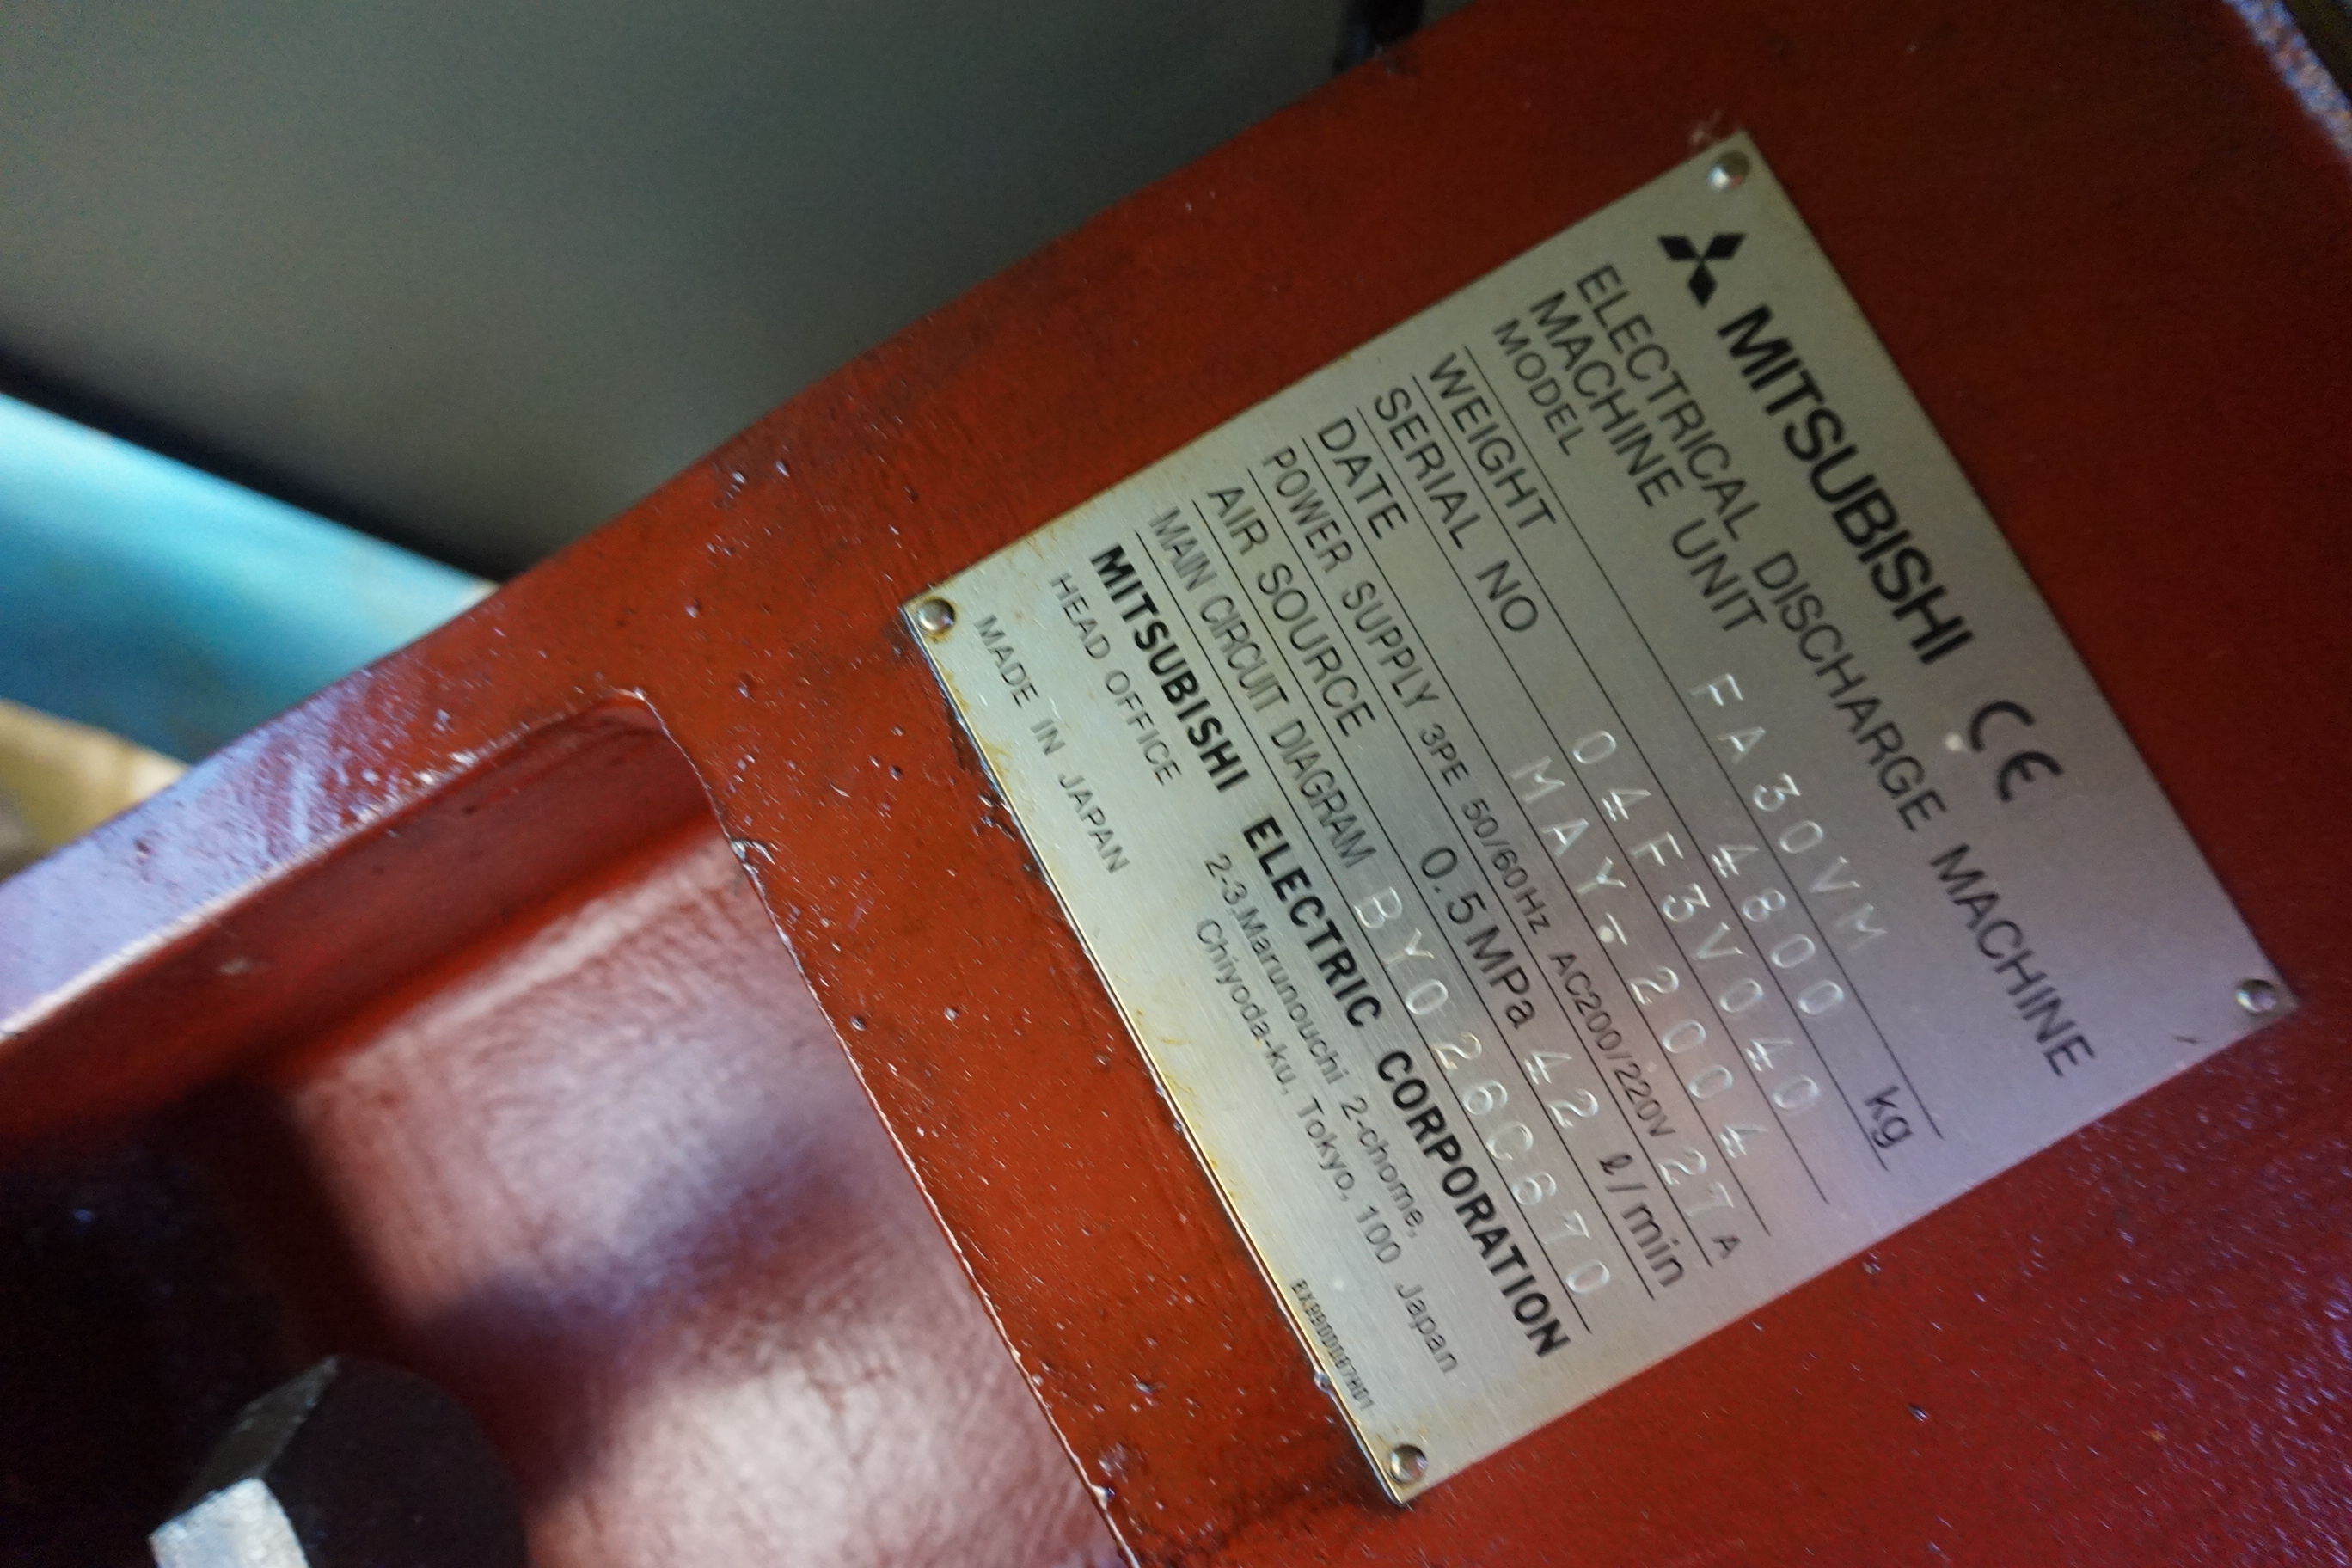 MITSUBISHI CE
ELECTRICAL DISCHARGE MACHINE
MACHINE UNIT
MODEL FA30VM
WEIGHT 4800 kg
SERIAL NO 04F3V040
DATE MAY-2004
POWER SUPPLY 3PE 50/60Hz AC200/220V 27 A
AIR SOURCE 0.5MPa 42 ℓ/min
MAIN CIRCUIT DIAGRAM BY026C670
MITSUBISHI ELECTRIC CORPORATION
HEAD OFFICE 2-3,Marunouchi 2-chome,
Chiyoda-ku, Tokyo, 100 Japan
MADE IN JAPAN